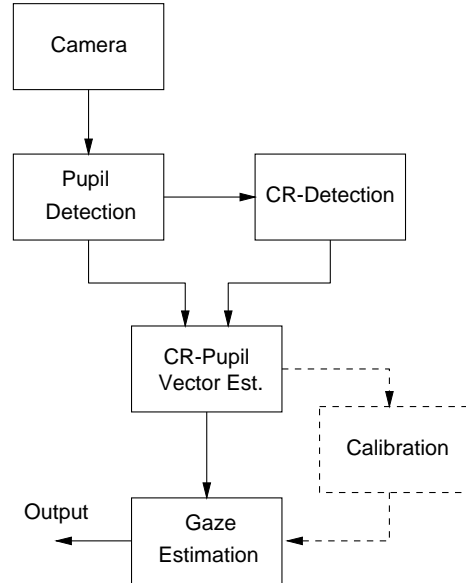 Camera
Pupil
Detection
CR-Detection
CR-Pupil
Vector Est.
Calibration
Output
Gaze
Estimation